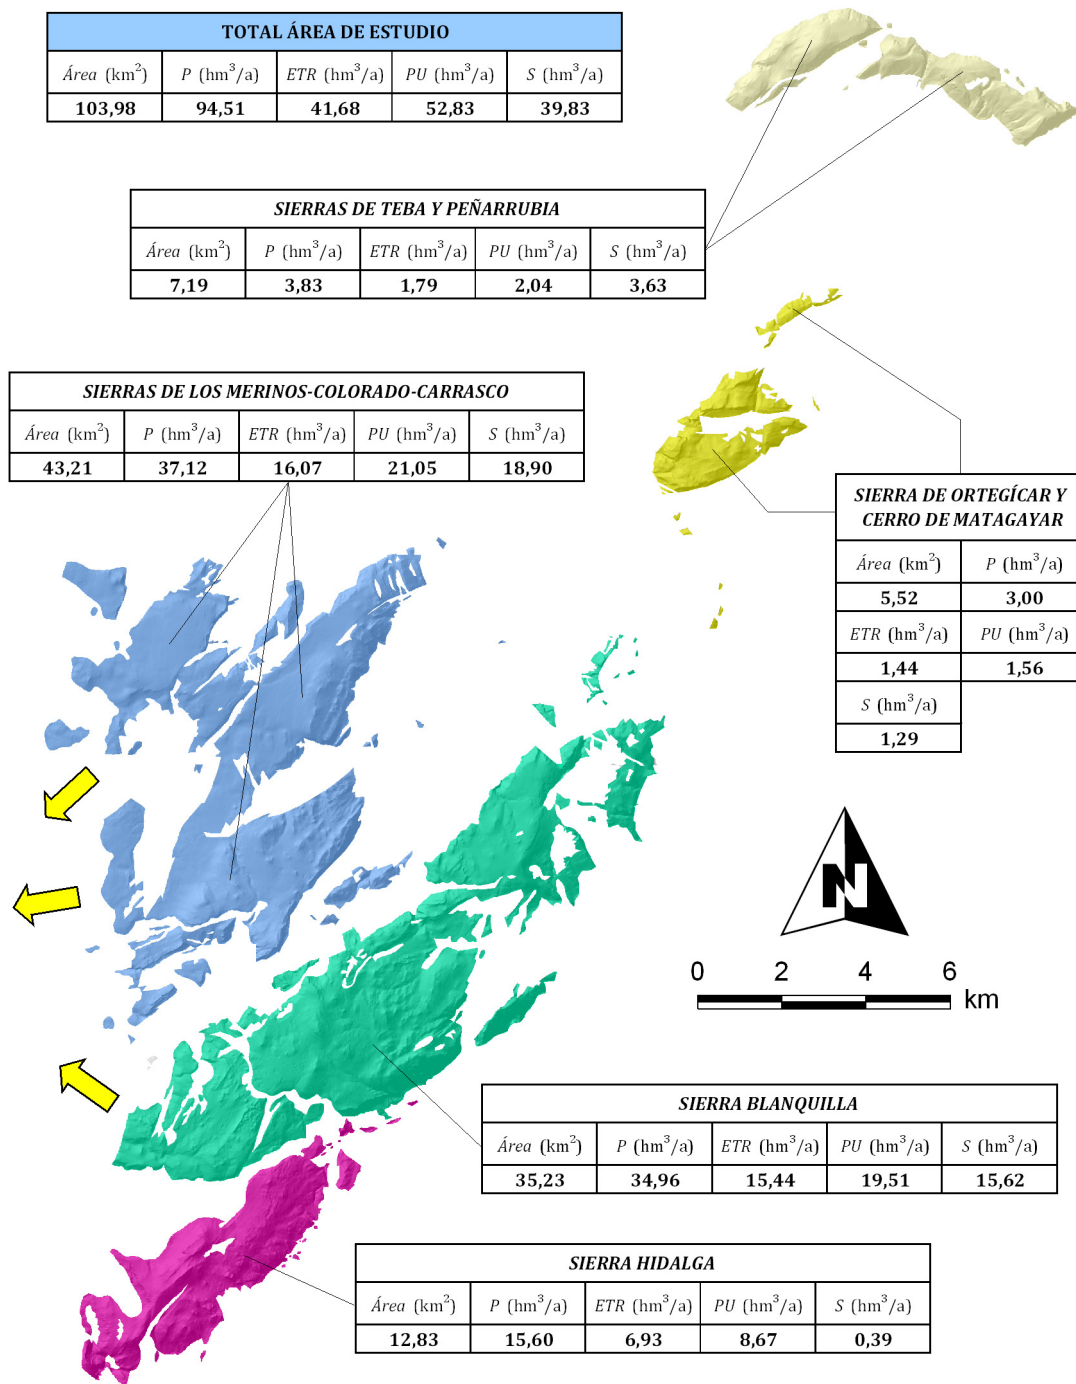 TOTAL ÁREA DE ESTUDIO
Área (km²) P (hm³/a) ETR (hm³/a) PU (hm³/a) S (hm³/a)
103,98 94,51 41,68 52,83 39,83
SIERRAS DE TEBA Y PEÑARRUBIA
Área (km²) P (hm³/a) ETR (hm³/a) PU (hm³/a) S (hm³/a)
7,19 3,83 1,79 2,04 3,63
SIERRAS DE LOS MERINOS-COLORADO-CARRASCO
Área (km²) P (hm³/a) ETR (hm³/a) PU (hm³/a) S (hm³/a)
43,21 37,12 16,07 21,05 18,90
SIERRA DE ORTEGÍCAR Y
CERRO DE MATAGAYAR
Área (km²) P (hm³/a)
5,52 3,00
ETR (hm³/a) PU (hm³/a)
1,44 1,56
S (hm³/a)
1,29
N
0 2 4 6
km
SIERRA BLANQUILLA
Área (km²) P (hm³/a) ETR (hm³/a) PU (hm³/a) S (hm³/a)
35,23 34,96 15,44 19,51 15,62
SIERRA HIDALGA
Área (km²) P (hm³/a) ETR (hm³/a) PU (hm³/a) S (hm³/a)
12,83 15,60 6,93 8,67 0,39